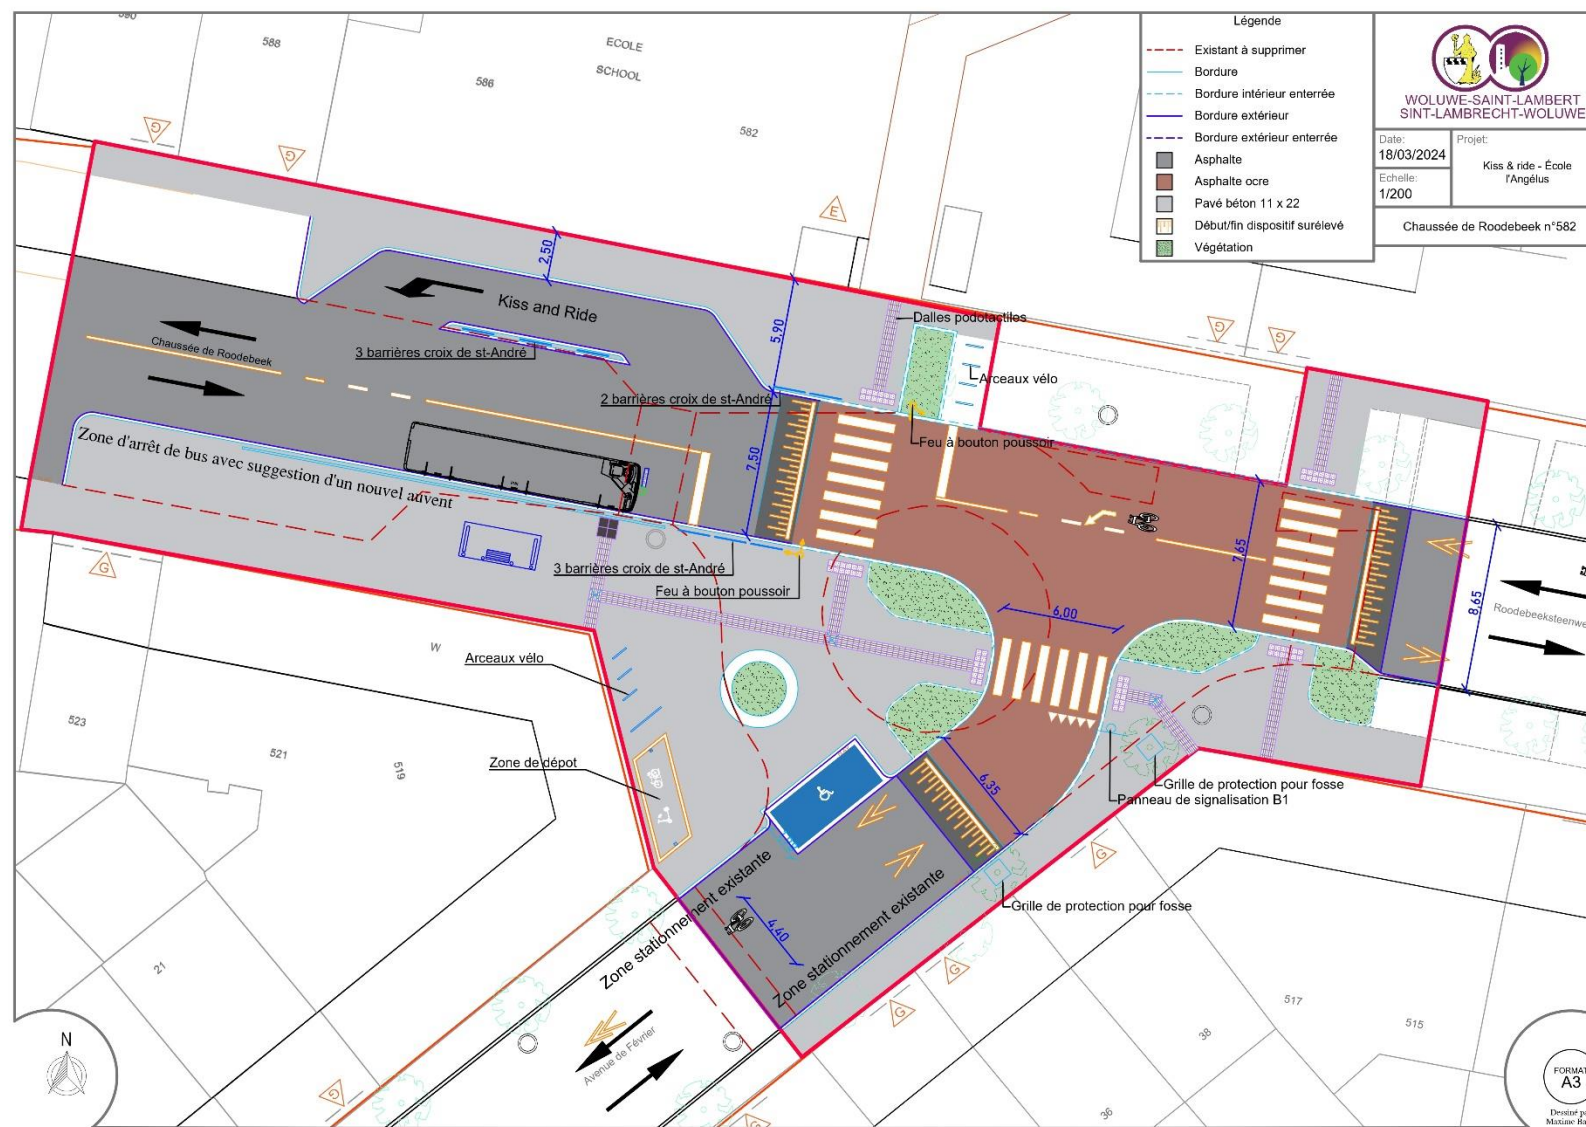 Légende
Existant à supprimer
Bordure
Bordure intérieur enterrée
Bordure extérieur
Bordure extérieur enterrée
Asphalte
Asphalte ocre
Pavé béton 11 x 22
Début/fin dispositif surélevé
Végétation
WOLUWE-SAINT-LAMBERT
SINT-LAMBRECHT-WOLUWE
Date:
18/03/2024
Projet:
Kiss & ride - École
l'Angélus
Echelle:
1/200
Chaussée de Roodebeek n°582
590
588
586
ECOLE
SCHOOL
582
G
G
E
G
G
2,50
5,90
Kiss and Ride
Dalles podotactiles
Chaussée de Roodebeek
3 barrières croix de st-André
Arceaux vélo
2 barrières croix de st-André
Feu à bouton poussoir
Zone d'arrêt de bus avec suggestion d'un nouvel auvent
7,50
7,65
8,65
Roodebeeksteenwe
3 barrières croix de st-André
Feu à bouton poussoir
6,00
G
W
Arceaux vélo
523
521
519
Zone de dépot
6,35
Grille de protection pour fosse
Panneau de signalisation B1
Zone stationnement existante
Zone stationnement existante
4,40
Grille de protection pour fosse
G
G
G
G
G
21
Avenue de Février
517
515
38
36
N
FORMAT
A3
Dessiné pa
Maxime Ba